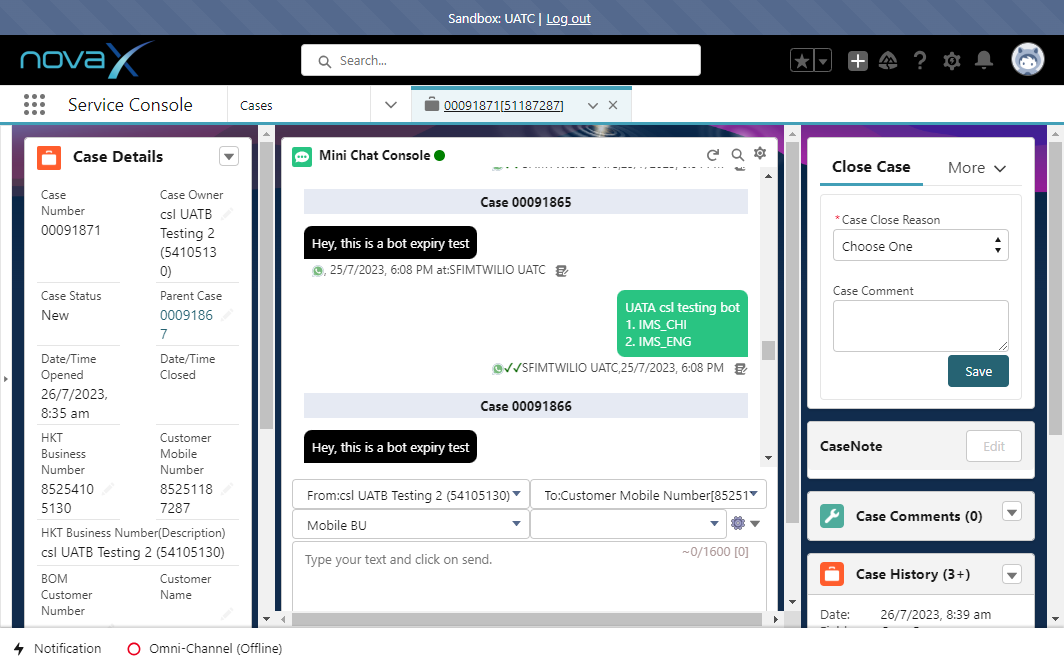 Sandbox: UATC | Log out
novaX
Search...
Service Console
Cases
00091871[51187287]
Case Details
Case Number
00091871
Case Owner
csl UATB Testing 2 (54105130)
Case Status
New
Parent Case
00091867
Date/Time Opened
26/7/2023, 8:35 am
Date/Time Closed
HKT Business Number
85254105130
Customer Mobile Number
85251187287
HKT Business Number(Description)
csl UATB Testing 2 (54105130)
BOM Customer Number
Customer Name
Mini Chat Console
Case 00091865
Hey, this is a bot expiry test
, 25/7/2023, 6:08 PM at:SFIMTWILIO UATC
UATA csl testing bot
1. IMS_CHI
2. IMS_ENG
SFIMTWILIO UATC,25/7/2023, 6:08 PM
Case 00091866
Hey, this is a bot expiry test
From:csl UATB Testing 2 (54105130)
To:Customer Mobile Number[85251
Mobile BU
Type your text and click on send.
~0/1600 [0]
Close Case
More
*Case Close Reason
Choose One
Case Comment
Save
CaseNote
Edit
Case Comments (0)
Case History (3+)
Date:
26/7/2023, 8:39 am
Notification
Omni-Channel (Offline)